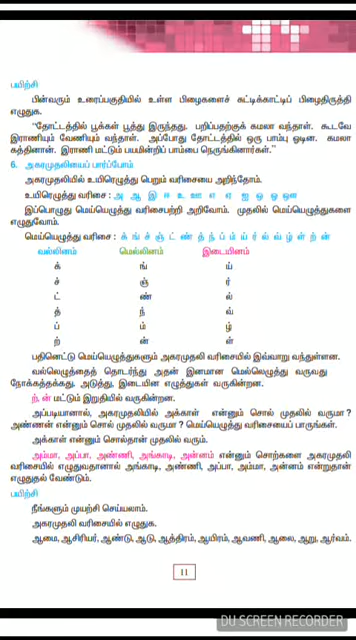 பயிற்சி
பின்வரும் உரைப்பகுதியில் உள்ள பிழைகளைச் சுட்டிக்காட்டிப் பிழைதிருத்தி
எழுதுக.
“தோட்டத்தில் பூக்கள் பூத்து இருந்தது. பறிப்பதற்குக் கமலா வந்தாள். கூடவே
இராணியும் வேணியும் வந்தாள். அப்போது தோட்டத்தில் ஒரு பாம்பு ஓடின. கமலா
கத்தினான். இராணி மட்டும் பயமின்றிப் பாம்பை நெருங்கினார்கள்.”
6. அகரமுதலியைப் பார்ப்போம்
அகரமுதலியில் உயிரெழுத்து பெறும் வரிசையை அறிந்தோம்.
உயிரெழுத்து வரிசை : அ ஆ இ ஈ உ ஊ எ ஏ ஐ ஒ ஓ ஔ
இப்பொழுது மெய்யெழுத்து வரிசைபற்றி அறிவோம். முதலில் மெய்யெழுத்துகளை
எழுதுவோம்.
மெய்யெழுத்து வரிசை : க் ங் ச் ஞ் ட் ண் த் ந் ப் ம் ய் ர் ல் வ் ழ் ள் ற் ன்
வல்லினம் மெல்லினம் இடையினம்
க் ங் ய்
ச் ஞ் ர்
ட் ண் ல்
த் ந் வ்
ப் ம் ழ்
ற் ன் ள்
பதினெட்டு மெய்யெழுத்துகளும் அகரமுதலி வரிசையில் இவ்வாறு வந்துள்ளன.
வல்லெழுத்தைத் தொடர்ந்து அதன் இனமான மெல்லெழுத்து வருவது
நோக்கத்தக்கது. அடுத்து, இடையின எழுத்துகள் வருகின்றன.
ற், ன் மட்டும் இறுதியில் வருகின்றன.
அப்படியானால், அகரமுதலியில் அக்காள் என்னும் சொல் முதலில் வருமா ?
அண்ணன் என்னும் சொல் முதலில் வருமா ? மெய்யெழுத்து வரிசையைப் பாருங்கள்.
அக்காள் என்னும் சொல்தான் முதலில் வரும்.
அம்மா, அப்பா, அண்ணி, அங்காடி, அன்னம் என்னும் சொற்களை அகரமுதலி
வரிசையில் எழுதுவதானால் அங்காடி, அண்ணி, அப்பா, அம்மா, அன்னம் என்றுதான்
எழுதுதல் வேண்டும்.
பயிற்சி
நீங்களும் முயற்சி செய்யலாம்.
அகரமுதலி வரிசையில் எழுதுக.
ஆமை, ஆசிரியர், ஆண்டு, ஆடு, ஆத்திரம், ஆயிரம், ஆவணி, ஆலை, ஆறு, ஆர்வம்.
11
DU SCREEN RECORDER